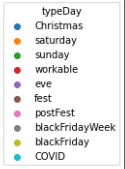 typeDay
Christmas
saturday
sunday
workable
eve
fest
postFest
blackFridayWeek
blackFriday
COVID